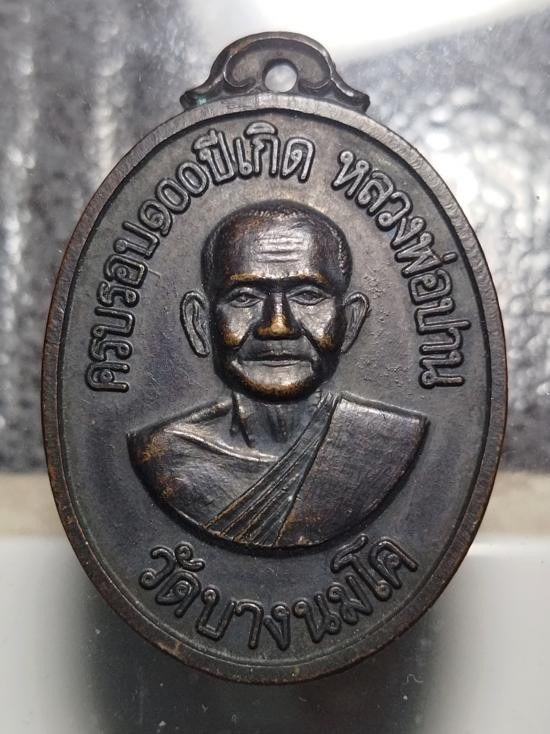 ครบรอบ๑๐๐ปีเกิด หลวงพ่อปาน
วัดบางนมโค